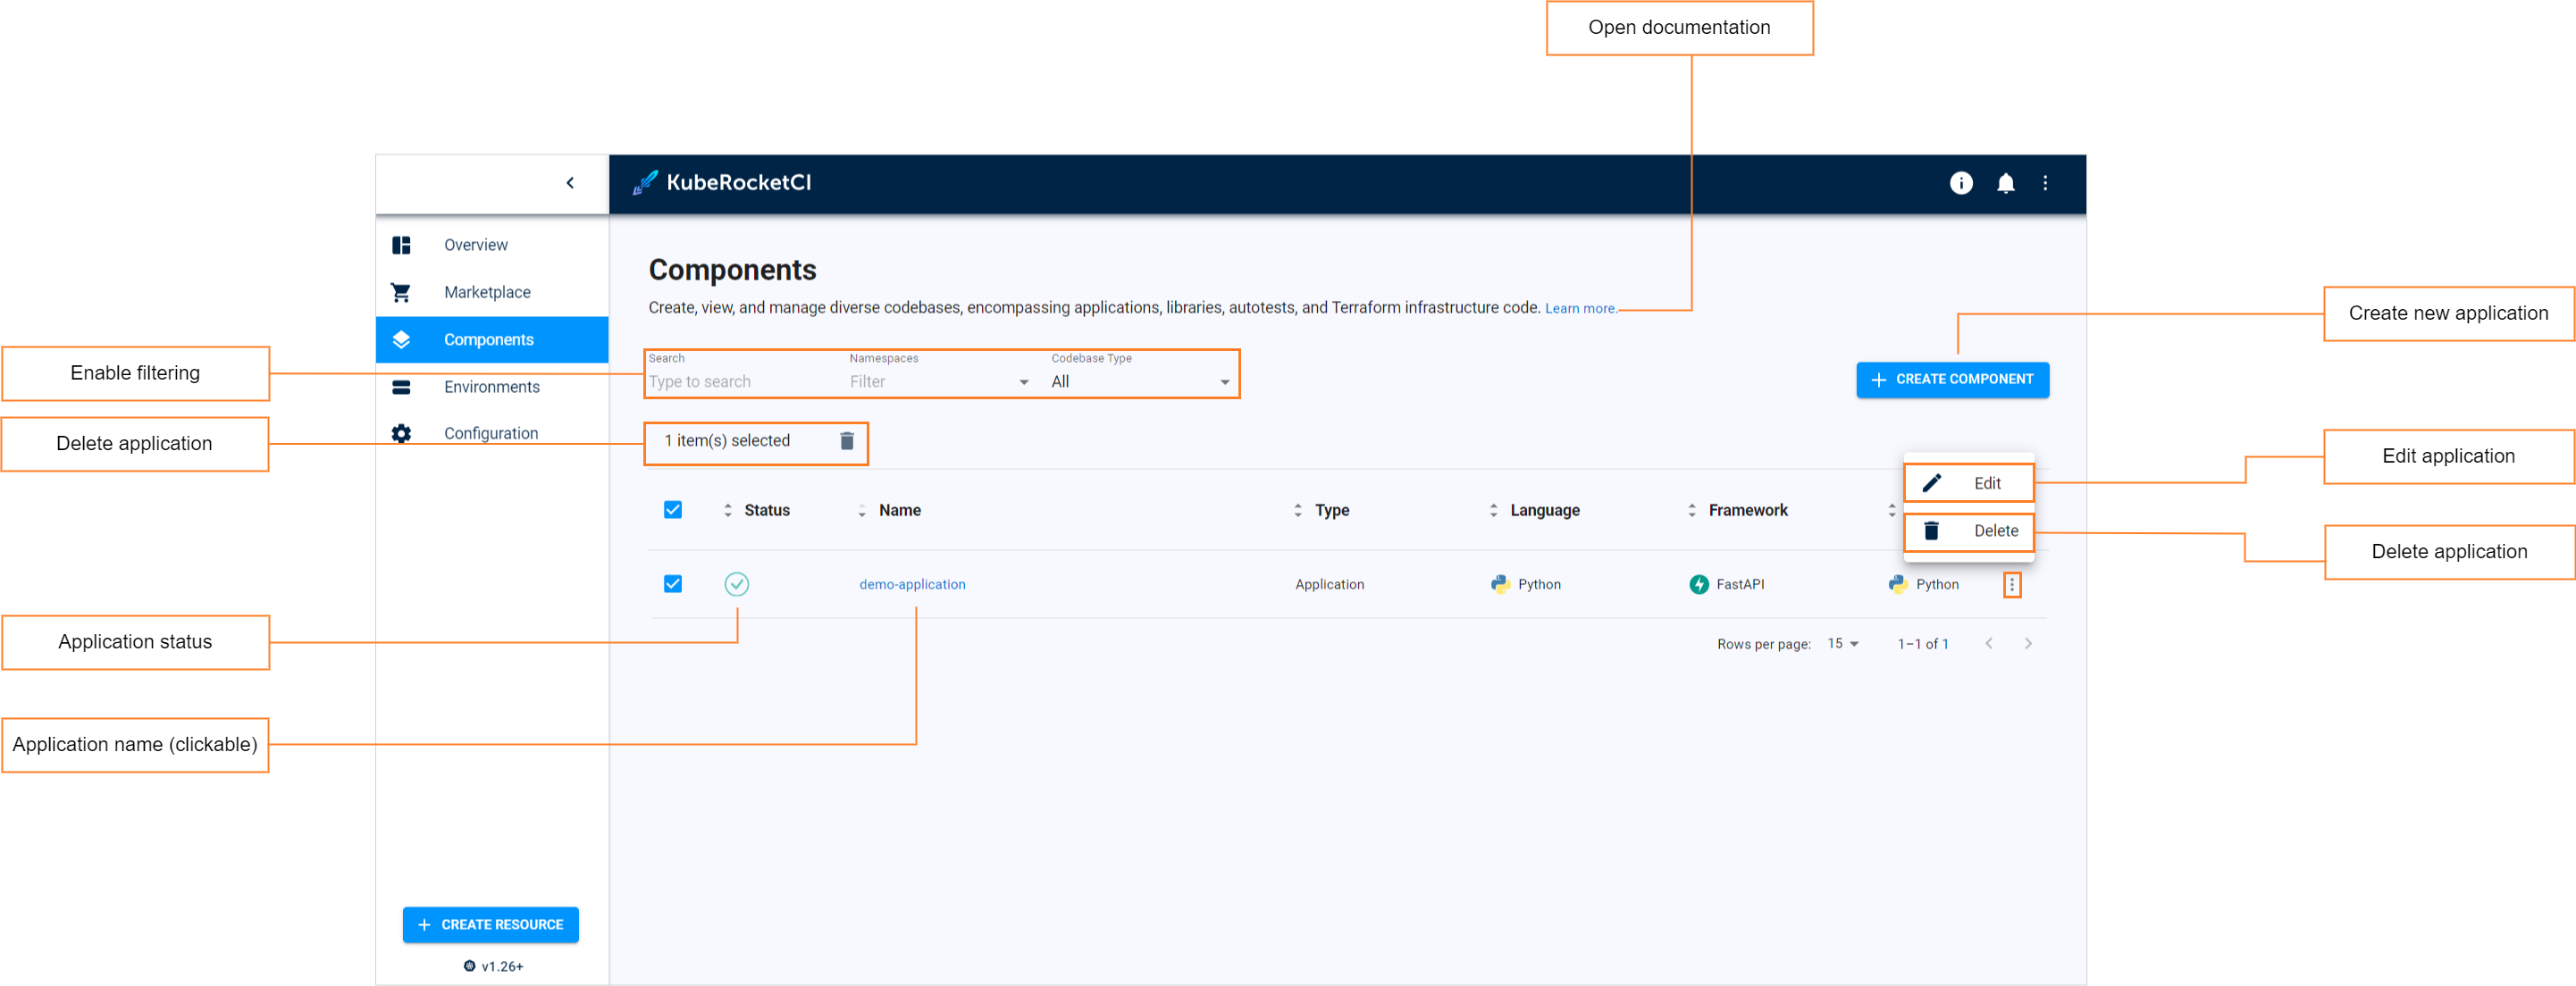 Open documentation
KubeRocketCI
Overview
Marketplace
Components
Environments
Configuration
Components
Create, view, and manage diverse codebases, encompassing applications, libraries, autotests, and Terraform infrastructure code. Learn more.
Create new application
Enable filtering
Search Namespaces Codebase Type
Type to search Filter All
CREATE COMPONENT
Delete application
1 item(s) selected
Edit application
Edit
Delete
Delete application
Status Name Type Language Framework
demo-application Application Python FastAPI Python
Application status
Rows per page: 15 1–1 of 1
Application name (clickable)
CREATE RESOURCE
v1.26+